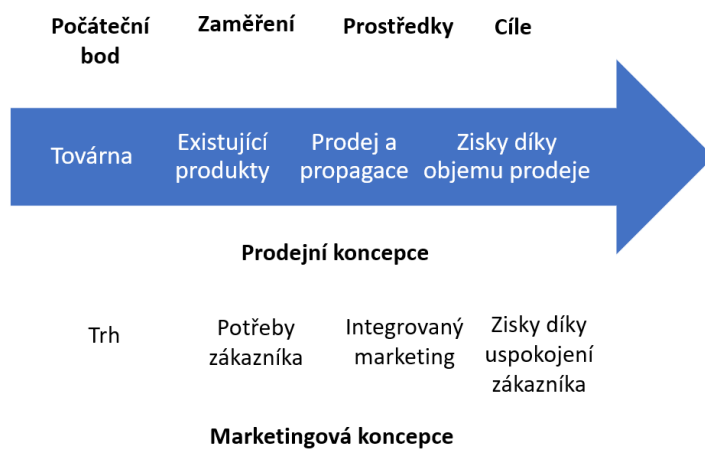 Počáteční
bod
Zaměření
Prostředky
Cíle
Továrna
Existující
produkty
Prodej a
propagace
Zisky díky
objemu prodeje
Prodejní koncepce
Trh
Potřeby
zákazníka
Integrovaný
marketing
Zisky díky
uspokojení
zákazníka
Marketingová koncepce